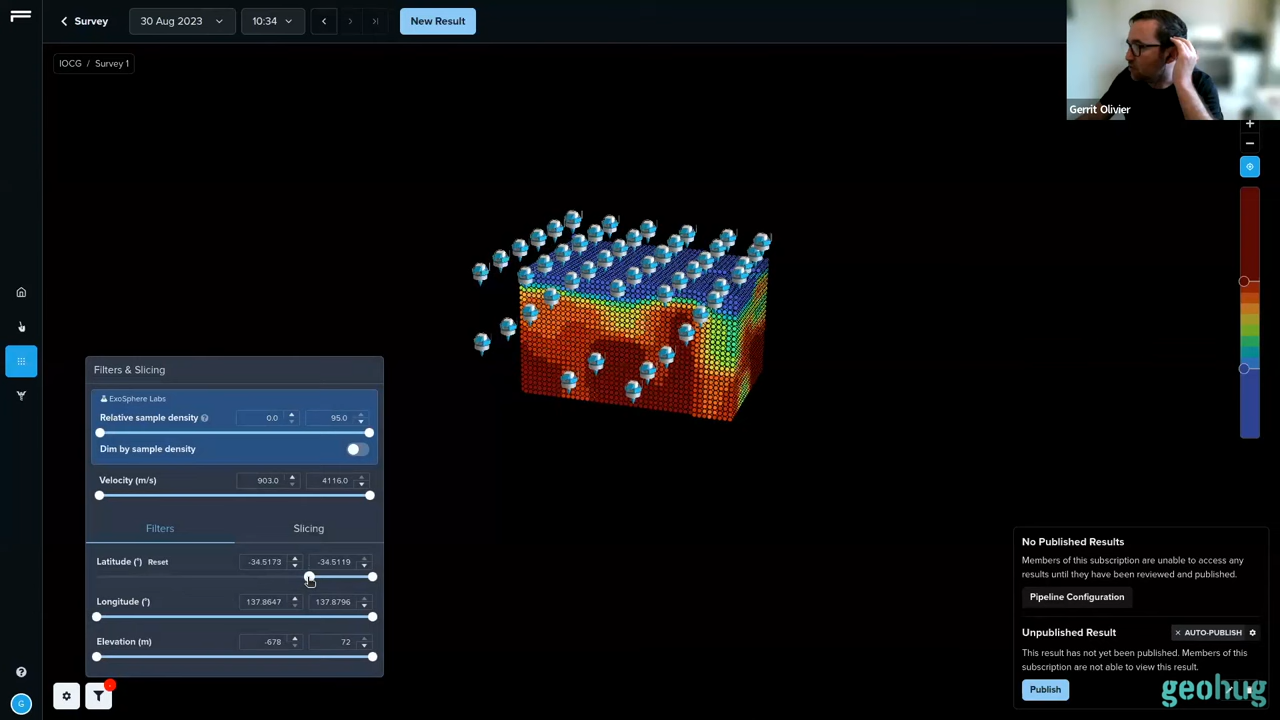 Survey
30 Aug 2023
10:34
New Result
IOCG / Survey 1
Gerrit Olivier
Filters & Slicing
ExoSphere Labs
Relative sample density
0.0
95.0
Dim by sample density
Velocity (m/s)
903.0
4116.0
Filters
Slicing
Latitude (°)
Reset
-34.5173
-34.5119
Longitude (°)
137.8647
137.8796
Elevation (m)
-678
72
G
No Published Results
Members of this subscription are unable to access any
results until they have been reviewed and published.
Pipeline Configuration
Unpublished Result
× AUTO-PUBLISH
This result has not yet been published. Members of this
subscription are not able to view this result.
Publish
geohug